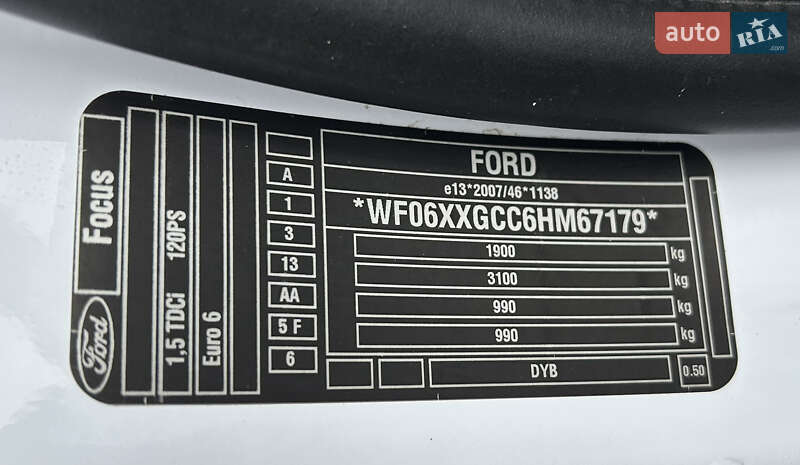 auto RIA .com
Focus
Ford
1,5 TDCi 120PS
Euro 6
A
1
3
13
AA
5 F
6
FORD
e13*2007/46*1138
*WF06XXGCC6HM67179*
1900 kg
3100 kg
990 kg
990 kg
DYB
0.50